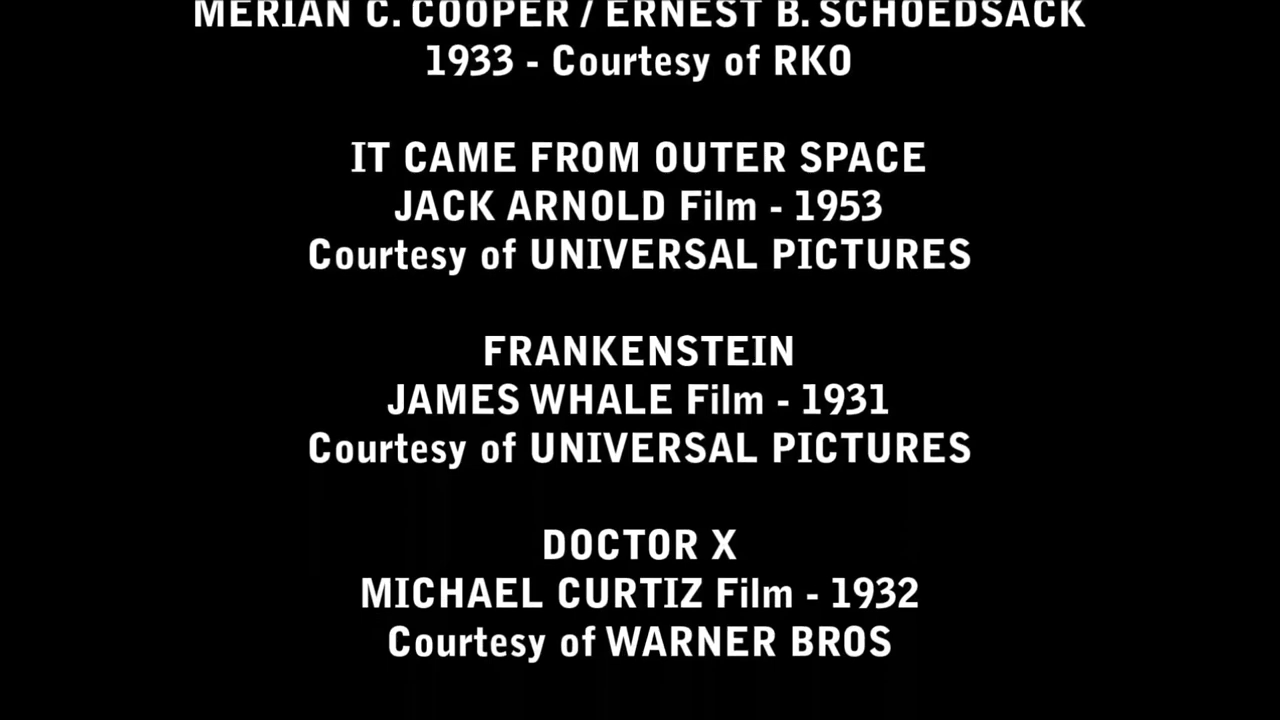 MERIAN C. COOPER / ERNEST B. SCHOEDSACK
1933 - Courtesy of RKO
IT CAME FROM OUTER SPACE
JACK ARNOLD Film - 1953
Courtesy of UNIVERSAL PICTURES
FRANKENSTEIN
JAMES WHALE Film - 1931
Courtesy of UNIVERSAL PICTURES
DOCTOR X
MICHAEL CURTIZ Film - 1932
Courtesy of WARNER BROS